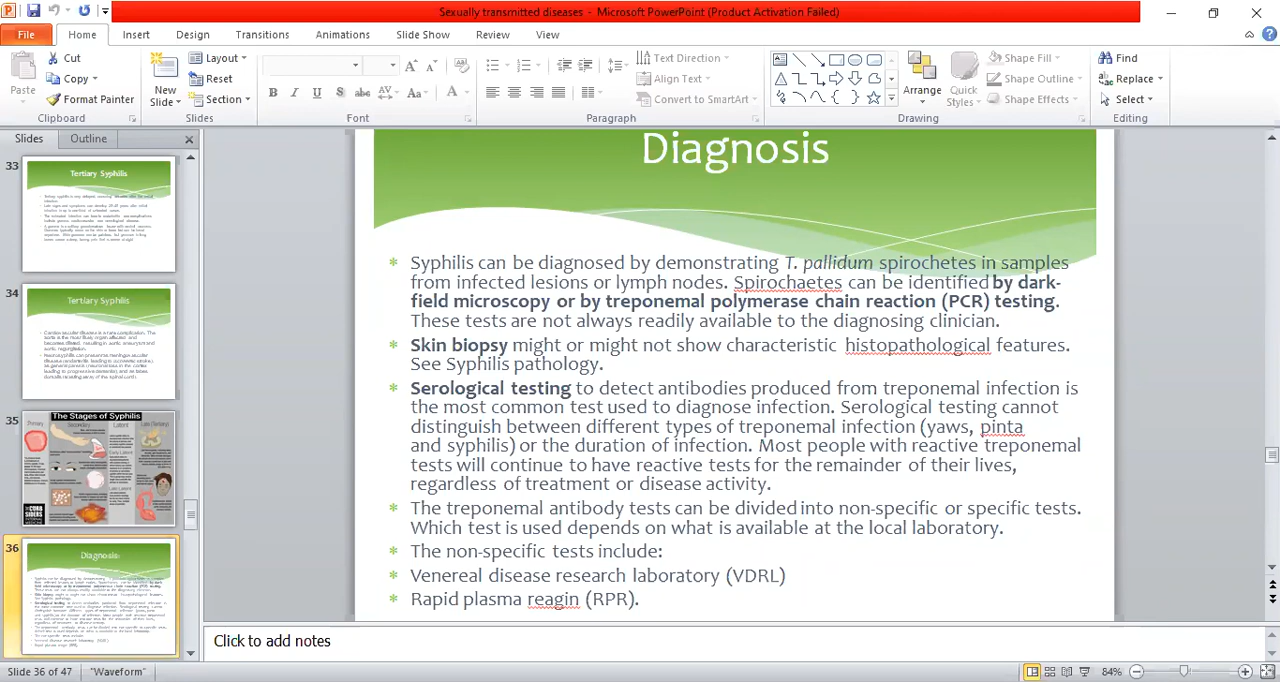 Sexually transmitted diseases - Microsoft PowerPoint (Product Activation Failed)
File Home Insert Design Transitions Animations Slide Show Review View
Paste
Cut
Copy
Format Painter
Clipboard
New
Slide
Layout
Reset
Section
Slides
B I U S abc AV Aa A
Font
Text Direction
Align Text
Convert to SmartArt
Paragraph
Arrange
Quick
Styles
Shape Fill
Shape Outline
Shape Effects
Drawing
Find
Replace
Select
Editing
Slides Outline
33
Tertiary Syphilis
34
Tertiary Syphilis
35
The Stages of Syphilis
Primary Secondary Latent
36
Diagnosis
Diagnosis
Syphilis can be diagnosed by demonstrating T. pallidum spirochetes in samples
from infected lesions or lymph nodes. Spirochaetes can be identified by dark-
field microscopy or by treponemal polymerase chain reaction (PCR) testing.
These tests are not always readily available to the diagnosing clinician.
Skin biopsy might or might not show characteristic histopathological features.
See Syphilis pathology.
Serological testing to detect antibodies produced from treponemal infection is
the most common test used to diagnose infection. Serological testing cannot
distinguish between different types of treponemal infection (yaws, pinta
and syphilis) or the duration of infection. Most people with reactive treponemal
tests will continue to have reactive tests for the remainder of their lives,
regardless of treatment or disease activity.
The treponemal antibody tests can be divided into non-specific or specific tests.
Which test is used depends on what is available at the local laboratory.
The non-specific tests include:
Venereal disease research laboratory (VDRL)
Rapid plasma reagin (RPR).
Click to add notes
Slide 36 of 47 "Waveform" 84%